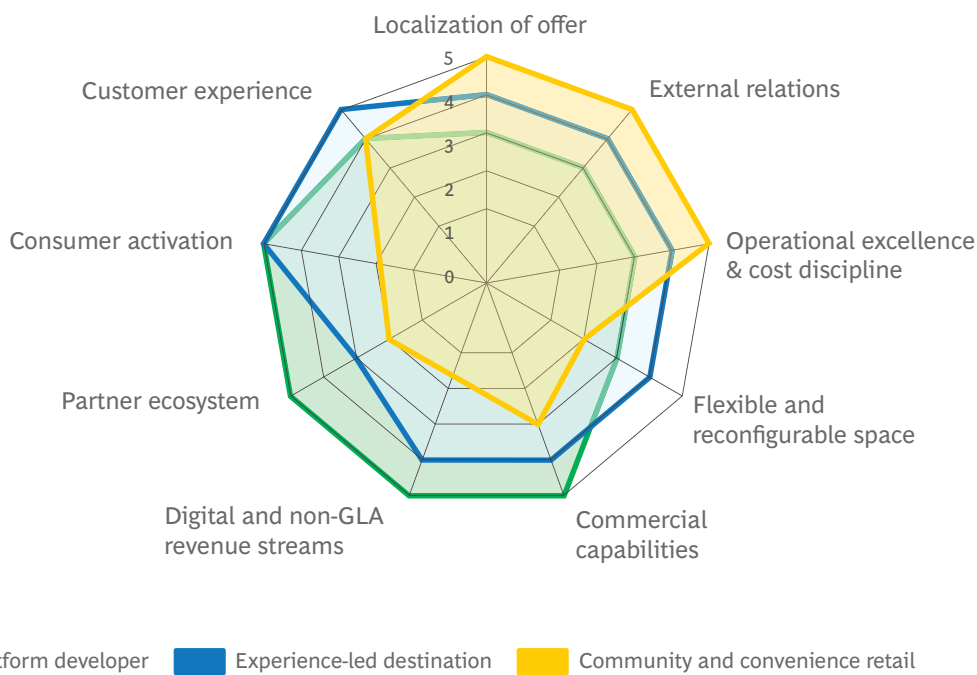 Localization of offer
5
Customer experience
External relations
4
3
2
Consumer activation
1
Operational excellence
& cost discipline
0
Partner ecosystem
Flexible and
reconfigurable space
Digital and non-GLA
revenue streams
Commercial
capabilities
developer
Experience-led destination
Community and convenience retail